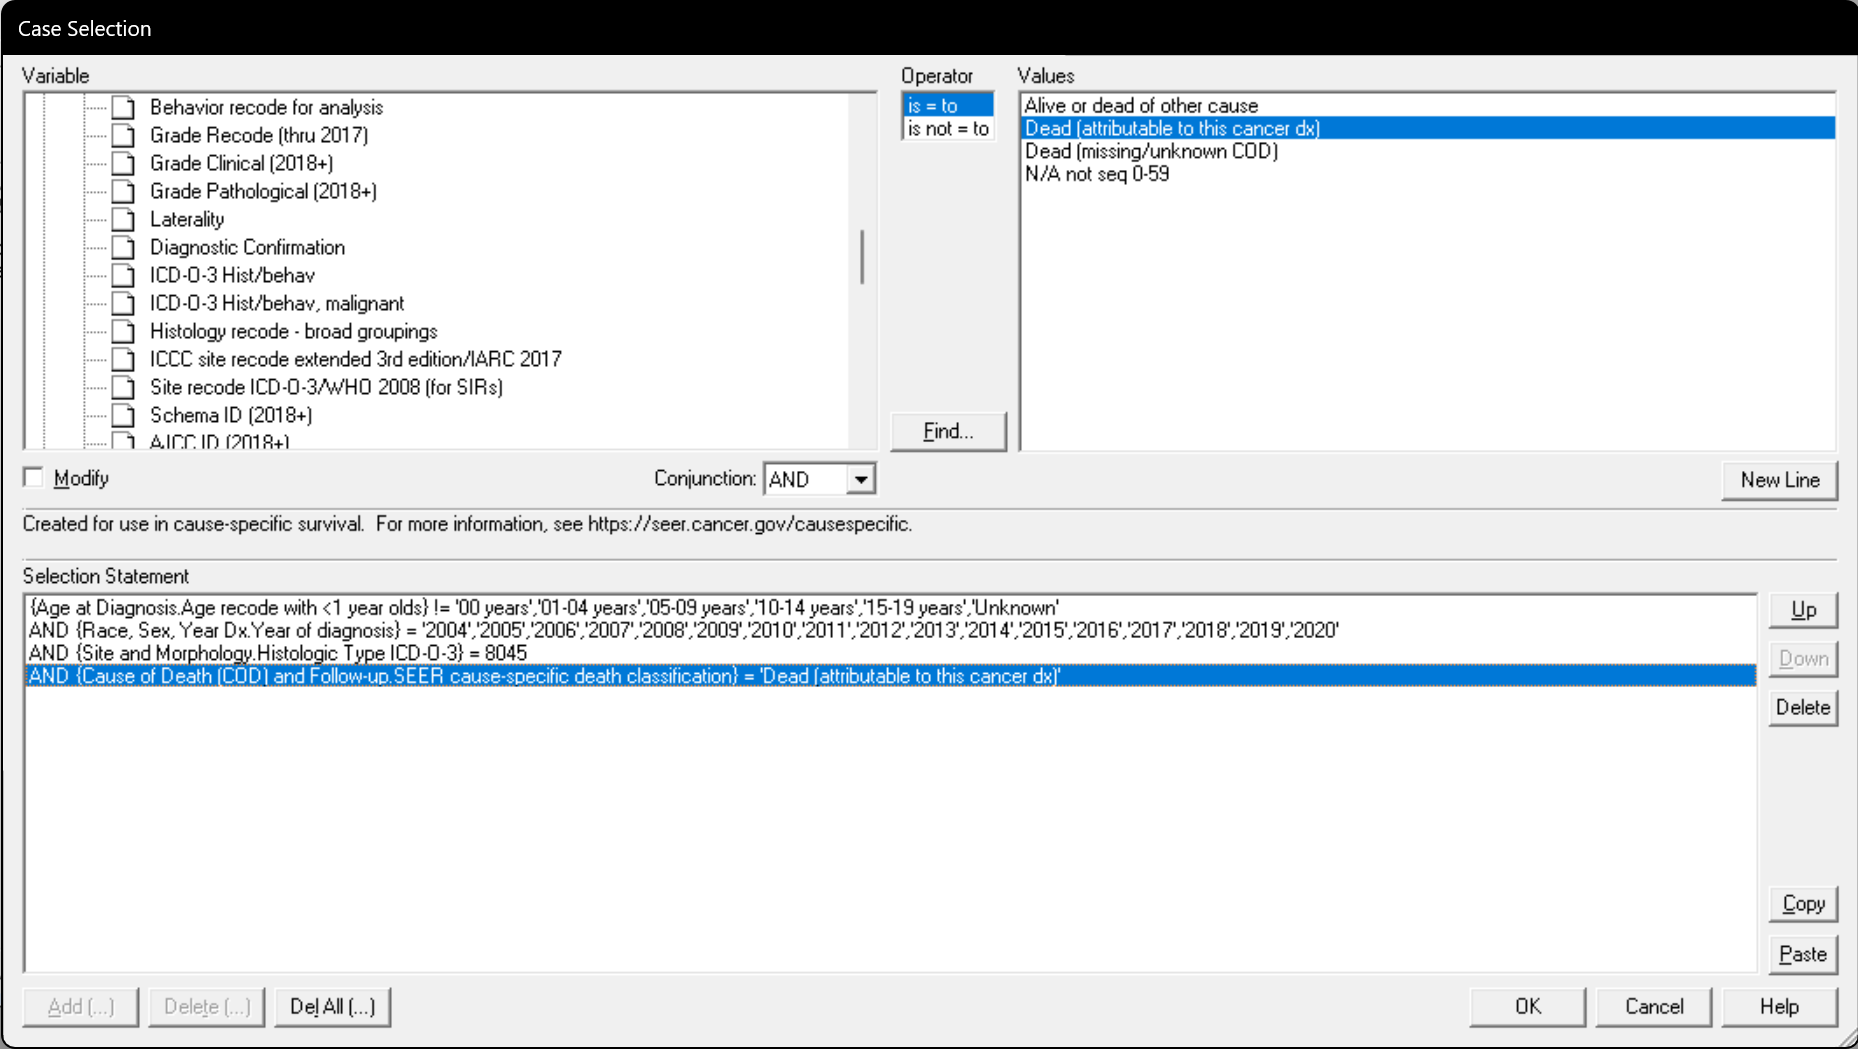 Case Selection
Variable
Operator
Values
Behavior recode for analysis
Grade Recode (thru 2017)
Grade Clinical (2018+)
Grade Pathological (2018+)
Laterality
Diagnostic Confirmation
ICD-O-3 Hist/behav
ICD-O-3 Hist/behav, malignant
Histology recode - broad groupings
ICCC site recode extended 3rd edition/IARC 2017
Site recode ICD-O-3/WHO 2008 (for SIRs)
Schema ID (2018+)
AJCC ID (2018+)
is = to
is not = to
Find...
Alive or dead of other cause
Dead (attributable to this cancer dx)
Dead (missing/unknown COD)
N/A not seq 0-59
Modify
Conjunction: AND
New Line
Created for use in cause-specific survival.  For more information, see https://seer.cancer.gov/causespecific.
Selection Statement
{Age at Diagnosis.Age recode with <1 year olds} != '00 years','01-04 years','05-09 years','10-14 years','15-19 years','Unknown'
AND {Race, Sex, Year Dx.Year of diagnosis} = '2004','2005','2006','2007','2008','2009','2010','2011','2012','2013','2014','2015','2016','2017','2018','2019','2020'
AND {Site and Morphology.Histologic Type ICD-O-3} = 8045
AND {Cause of Death (COD) and Follow-up.SEER cause-specific death classification} = 'Dead (attributable to this cancer dx)'
Up
Down
Delete
Copy
Paste
Add (...)
Delete (...)
Del All (...)
OK
Cancel
Help